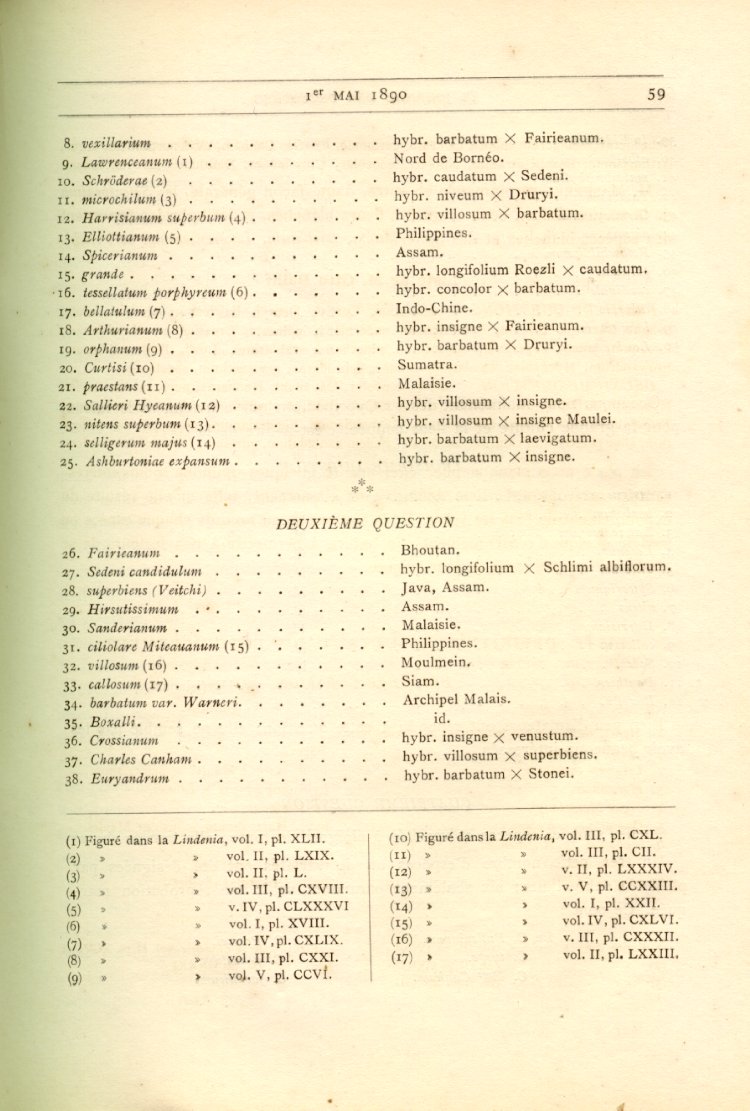 1er MAI 1890 59
8. vexillarium . . . . . . . . . . . hybr. barbatum × Fairieanum.
9. Lawrenceanum (1) . . . . . . . . . Nord de Bornéo.
10. Schröderae (2) . . . . . . . . . . hybr. caudatum × Sedeni.
11. microchilum (3) . . . . . . . . . . hybr. niveum × Druryi.
12. Harrisianum superbum (4) . . . . . . . hybr. villosum × barbatum.
13. Elliottianum (5) . . . . . . . . . . Philippines.
14. Spicerianum . . . . . . . . . . . Assam.
15. grande . . . . . . . . . . . . . hybr. longifolium Roezli × caudatum.
16. tessellatum porphyreum (6) . . . . . . . hybr. concolor × barbatum.
17. bellatulum (7) . . . . . . . . . . . Indo-Chine.
18. Arthurianum (8) . . . . . . . . . . hybr. insigne × Fairieanum.
19. orphanum (9) . . . . . . . . . . . hybr. barbatum × Druryi.
20. Curtisi (10) . . . . . . . . . . . Sumatra.
21. praestans (11) . . . . . . . . . . . Malaisie.
22. Sallieri Hyeanum (12) . . . . . . . . hybr. villosum × insigne.
23. nitens superbum (13) . . . . . . . . . hybr. villosum × insigne Maulei.
24. selligerum majus (14) . . . . . . . . hybr. barbatum × laevigatum.
25. Ashburtoniae expansum . . . . . . . . hybr. barbatum × insigne.
* * *
DEUXIÈME QUESTION
26. Fairieanum . . . . . . . . . . . Bhoutan.
27. Sedeni candidulum . . . . . . . . . hybr. longifolium × Schlimi albiflorum.
28. superbiens (Veitchi) . . . . . . . . . Java, Assam.
29. Hirsutissimum . . . . . . . . . . Assam.
30. Sanderianum . . . . . . . . . . . Malaisie.
31. ciliolare Miteauanum (15) . . . . . . . Philippines.
32. villosum (16) . . . . . . . . . . . Moulmein.
33. callosum (17) . . . . . . . . . . . Siam.
34. barbatum var. Warneri . . . . . . . . Archipel Malais.
35. Boxalli . . . . . . . . . . . . . id.
36. Crossianum . . . . . . . . . . . hybr. insigne × venustum.
37. Charles Canham . . . . . . . . . . hybr. villosum × superbiens.
38. Euryandrum . . . . . . . . . . . hybr. barbatum × Stonei.
(1) Figuré dans la Lindenia, vol. I, pl. XLII.
(2) » » vol. II, pl. LXIX.
(3) » » vol. II, pl. L.
(4) » » vol. III, pl. CXVIII.
(5) » » v. IV, pl. CLXXXVI
(6) » » vol. I, pl. XVIII.
(7) » » vol. IV, pl. CXLIX.
(8) » » vol. III, pl. CXXI.
(9) » » vol. V, pl. CCVI.
(10) Figuré dans la Lindenia, vol. III, pl. CXL.
(11) » » vol. III, pl. CII.
(12) » » v. II, pl. LXXXIV.
(13) » » v. V, pl. CCXXIII.
(14) » » vol. I, pl. XXII.
(15) » » vol. IV, pl. CXLVI.
(16) » » v. III, pl. CXXXII.
(17) » » vol. II, pl. LXXIII.